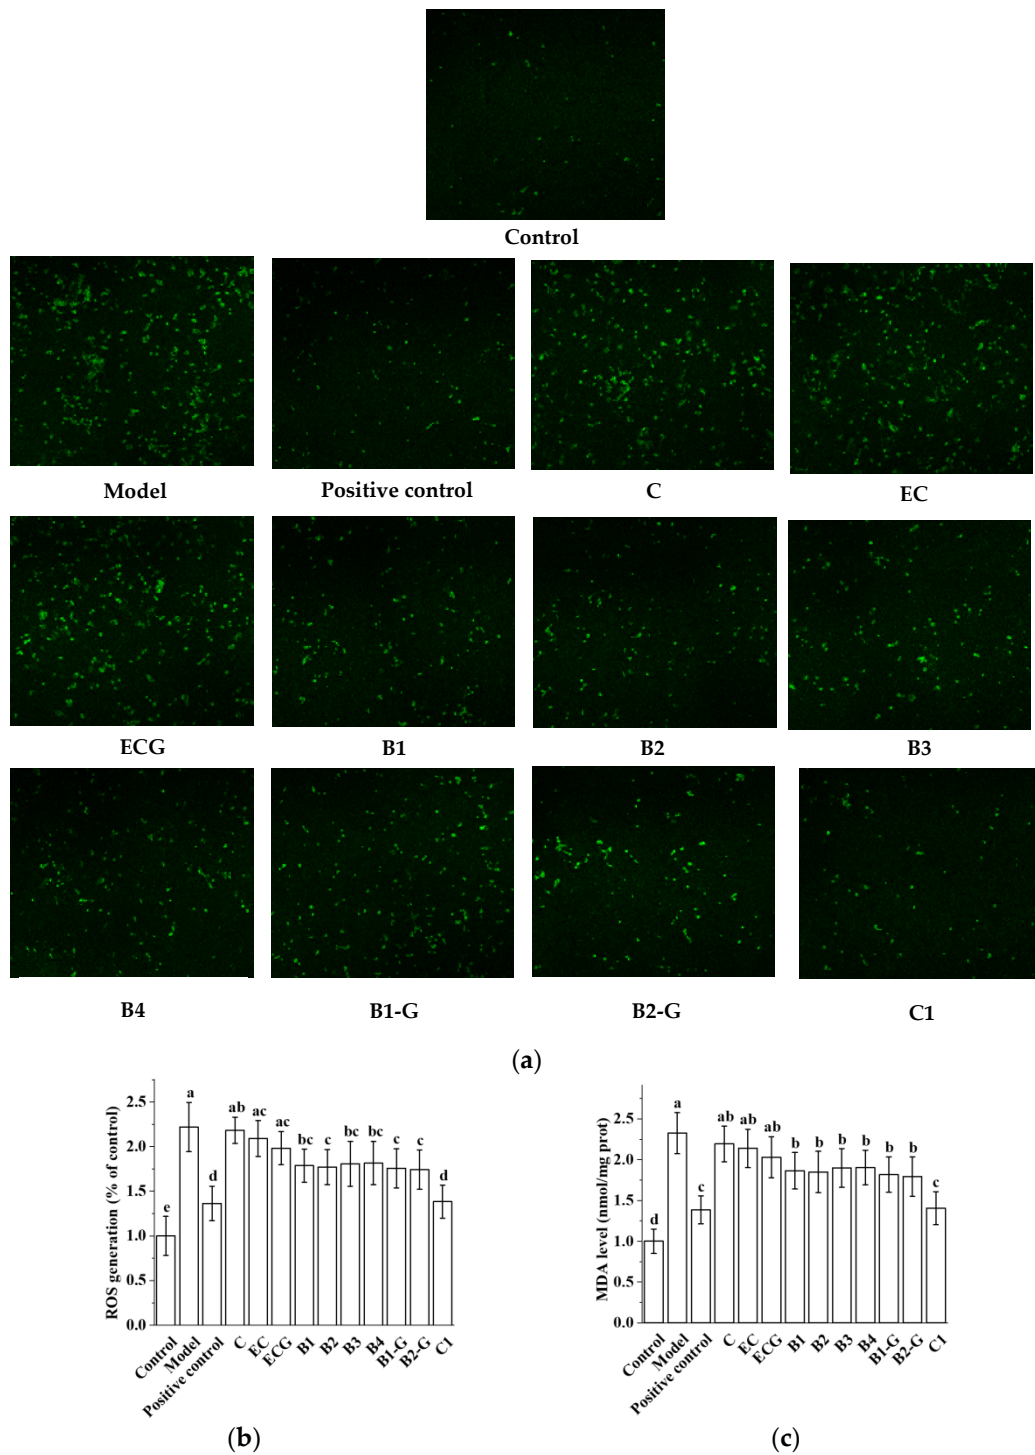 Control
Model Positive control C EC
ECG B1 B2 B3
B4 B1-G B2-G C1
(a)
ROS generation (% of control)
2.5
2.0
1.5
1.0
0.5
0.0
e a d ab ac ac bc c bc bc c c d
Control Model Positive control C EC ECG B1 B2 B3 B4 B1-G B2-G C1
(b)
MDA level (nmol/mg prot)
2.5
2.0
1.5
1.0
0.5
0.0
d a c ab ab ab b b b b b b c
Control Model Positive control C EC ECG B1 B2 B3 B4 B1-G B2-G C1
(c)